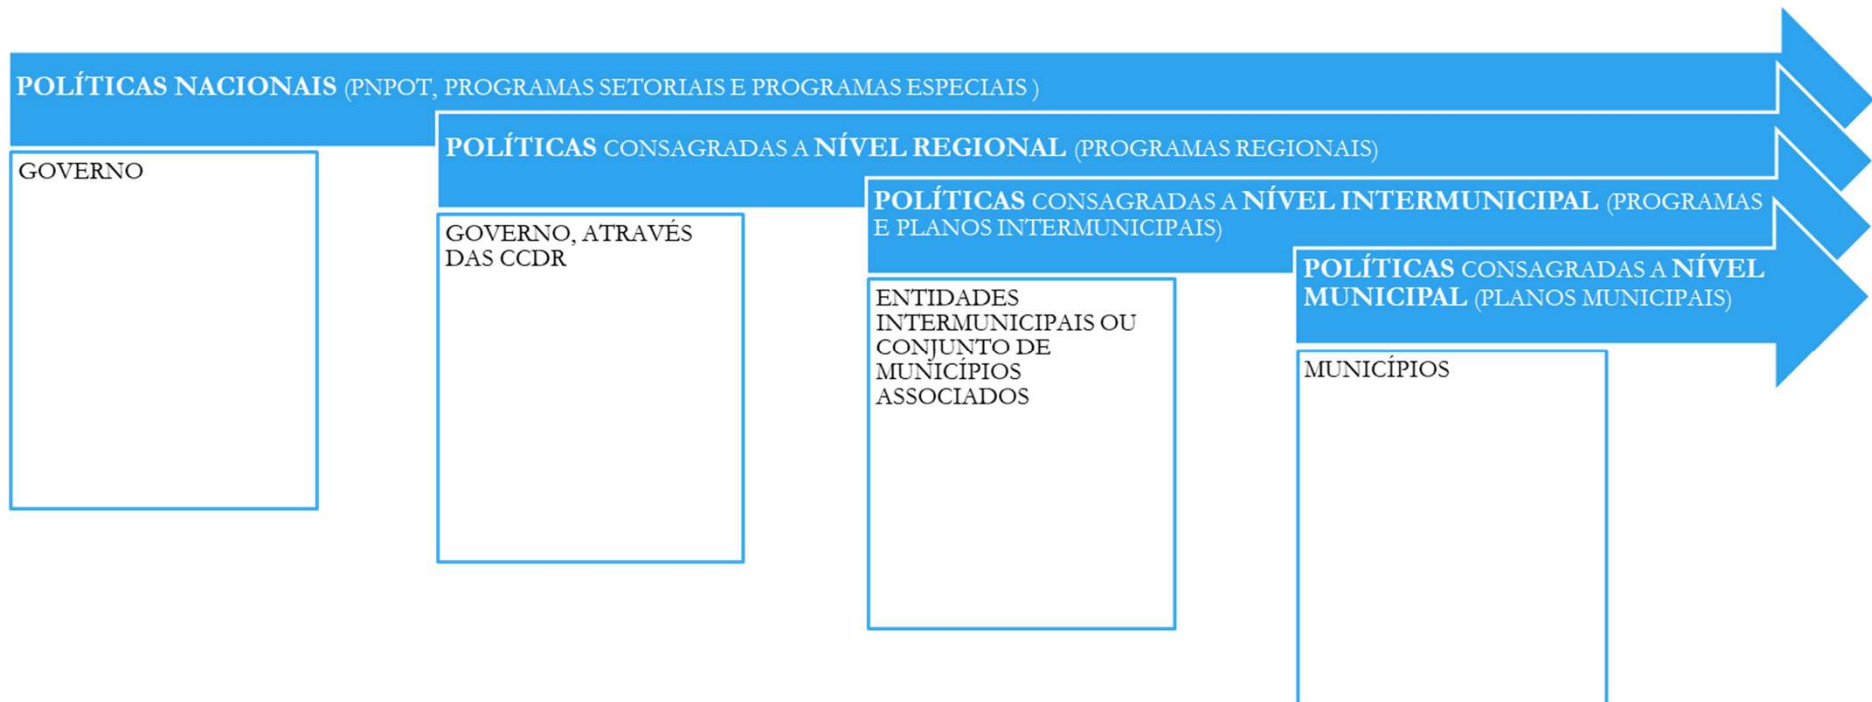 POLÍTICAS NACIONAIS (PNPOT, PROGRAMAS SETORIAIS E PROGRAMAS ESPECIAIS )
GOVERNO
POLÍTICAS CONSAGRADAS A NÍVEL REGIONAL (PROGRAMAS REGIONAIS)
GOVERNO, ATRAVÉS
DAS CCDR
POLÍTICAS CONSAGRADAS A NÍVEL INTERMUNICIPAL (PROGRAMAS
E PLANOS INTERMUNICIPAIS)
ENTIDADES
INTERMUNICIPAIS OU
CONJUNTO DE
MUNICÍPIOS
ASSOCIADOS
POLÍTICAS CONSAGRADAS A NÍVEL
MUNICIPAL (PLANOS MUNICIPAIS)
MUNICÍPIOS